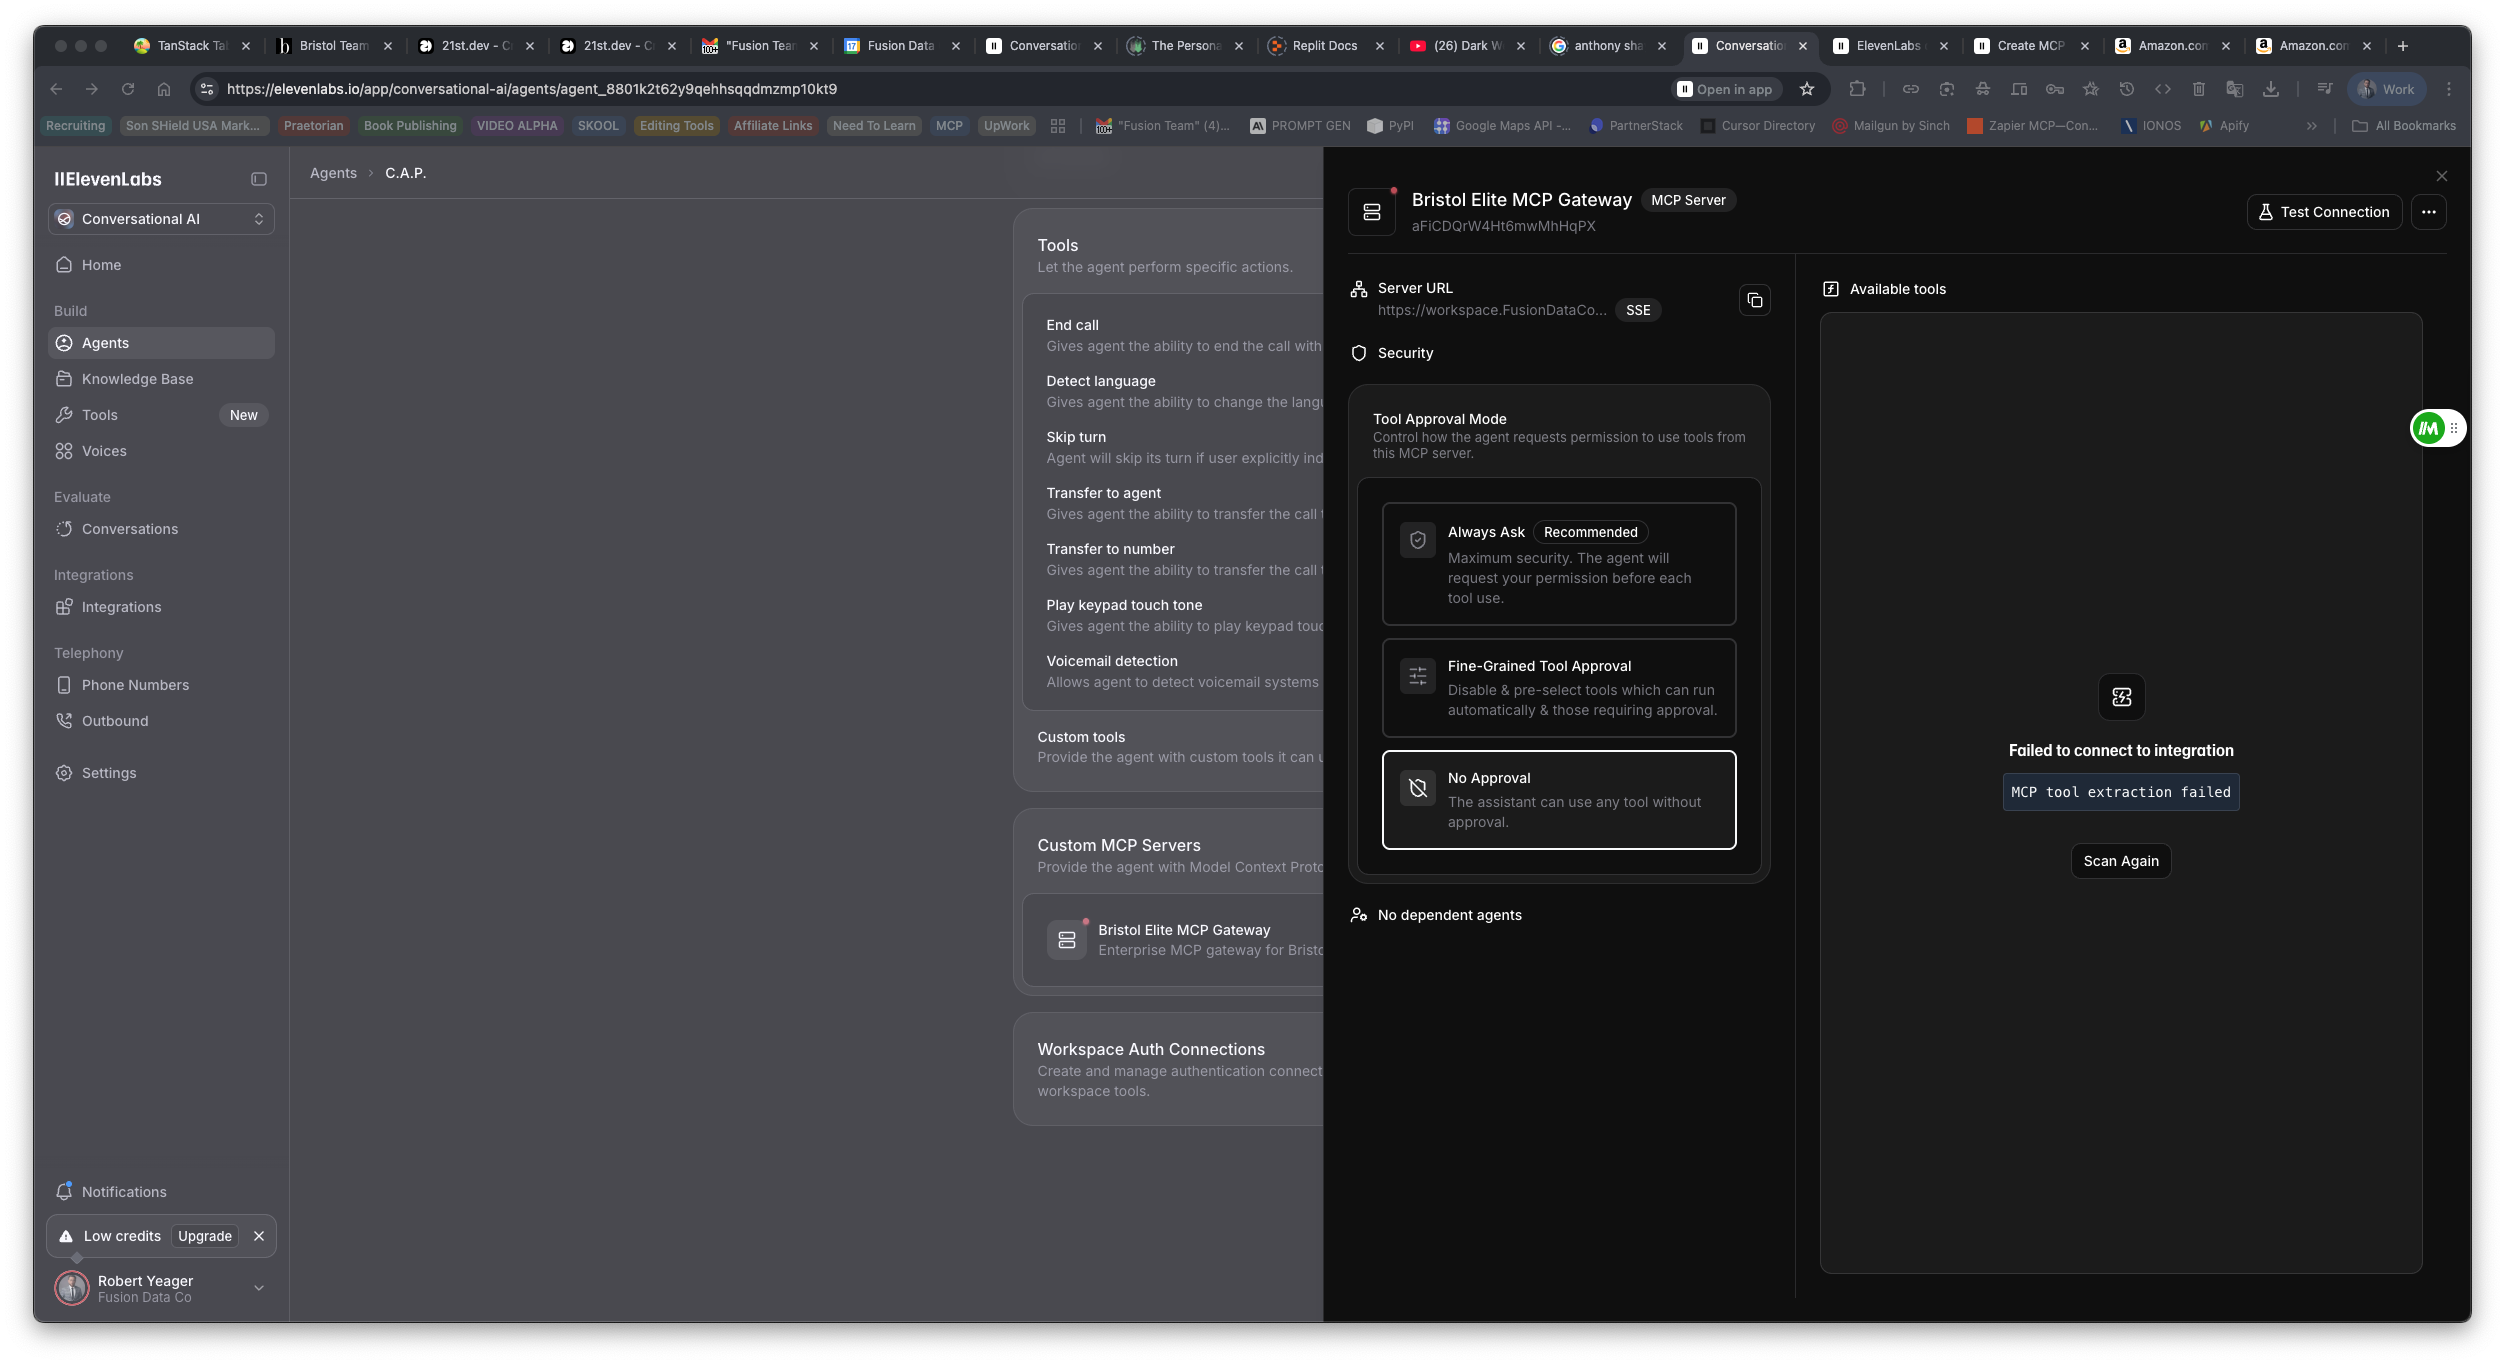 TanStack Ta
Bristol Team
21st.dev - C
21st.dev - C
"Fusion Tear
Fusion Data
Conversatio
The Persona
Replit Docs
(26) Dark W
anthony sha
Conversatio
ElevenLabs
Create MCP
Amazon.co
Amazon.co
https://elevenlabs.io/app/conversational-ai/agents/agent_8801k2t62y9qehhsqqdmzmp10kt9
Open in app
Work
Recruiting
Son SHield USA Mark...
Praetorian
Book Publishing
VIDEO ALPHA
SKOOL
Editing Tools
Affiliate Links
Need To Learn
MCP
UpWork
"Fusion Team" (4)...
PROMPT GEN
PyPI
Google Maps API -...
PartnerStack
Cursor Directory
Mailgun by Sinch
Zapier MCP—Con...
IONOS
Apify
All Bookmarks
IIElevenLabs
Conversational AI
Home
Build
Agents
Knowledge Base
Tools
New
Voices
Evaluate
Conversations
Integrations
Integrations
Telephony
Phone Numbers
Outbound
Settings
Notifications
Low credits
Upgrade
Robert Yeager
Fusion Data Co
Agents
C.A.P.
Tools
Let the agent perform specific actions.
End call
Gives agent the ability to end the call with
Detect language
Gives agent the ability to change the langu
Skip turn
Agent will skip its turn if user explicitly ind
Transfer to agent
Gives agent the ability to transfer the call t
Transfer to number
Gives agent the ability to transfer the call t
Play keypad touch tone
Gives agent the ability to play keypad touc
Voicemail detection
Allows agent to detect voicemail systems
Custom tools
Provide the agent with custom tools it can u
Custom MCP Servers
Provide the agent with Model Context Proto
Bristol Elite MCP Gateway
Enterprise MCP gateway for Bristo
Workspace Auth Connections
Create and manage authentication connect
workspace tools.
Bristol Elite MCP Gateway
MCP Server
aFiCDQrW4Ht6mwMhHqPX
Test Connection
Server URL
https://workspace.FusionDataCo...
SSE
Security
Tool Approval Mode
Control how the agent requests permission to use tools from
this MCP server.
Always Ask
Recommended
Maximum security. The agent will
request your permission before each
tool use.
Fine-Grained Tool Approval
Disable & pre-select tools which can run
automatically & those requiring approval.
No Approval
The assistant can use any tool without
approval.
No dependent agents
Available tools
Failed to connect to integration
MCP tool extraction failed
Scan Again